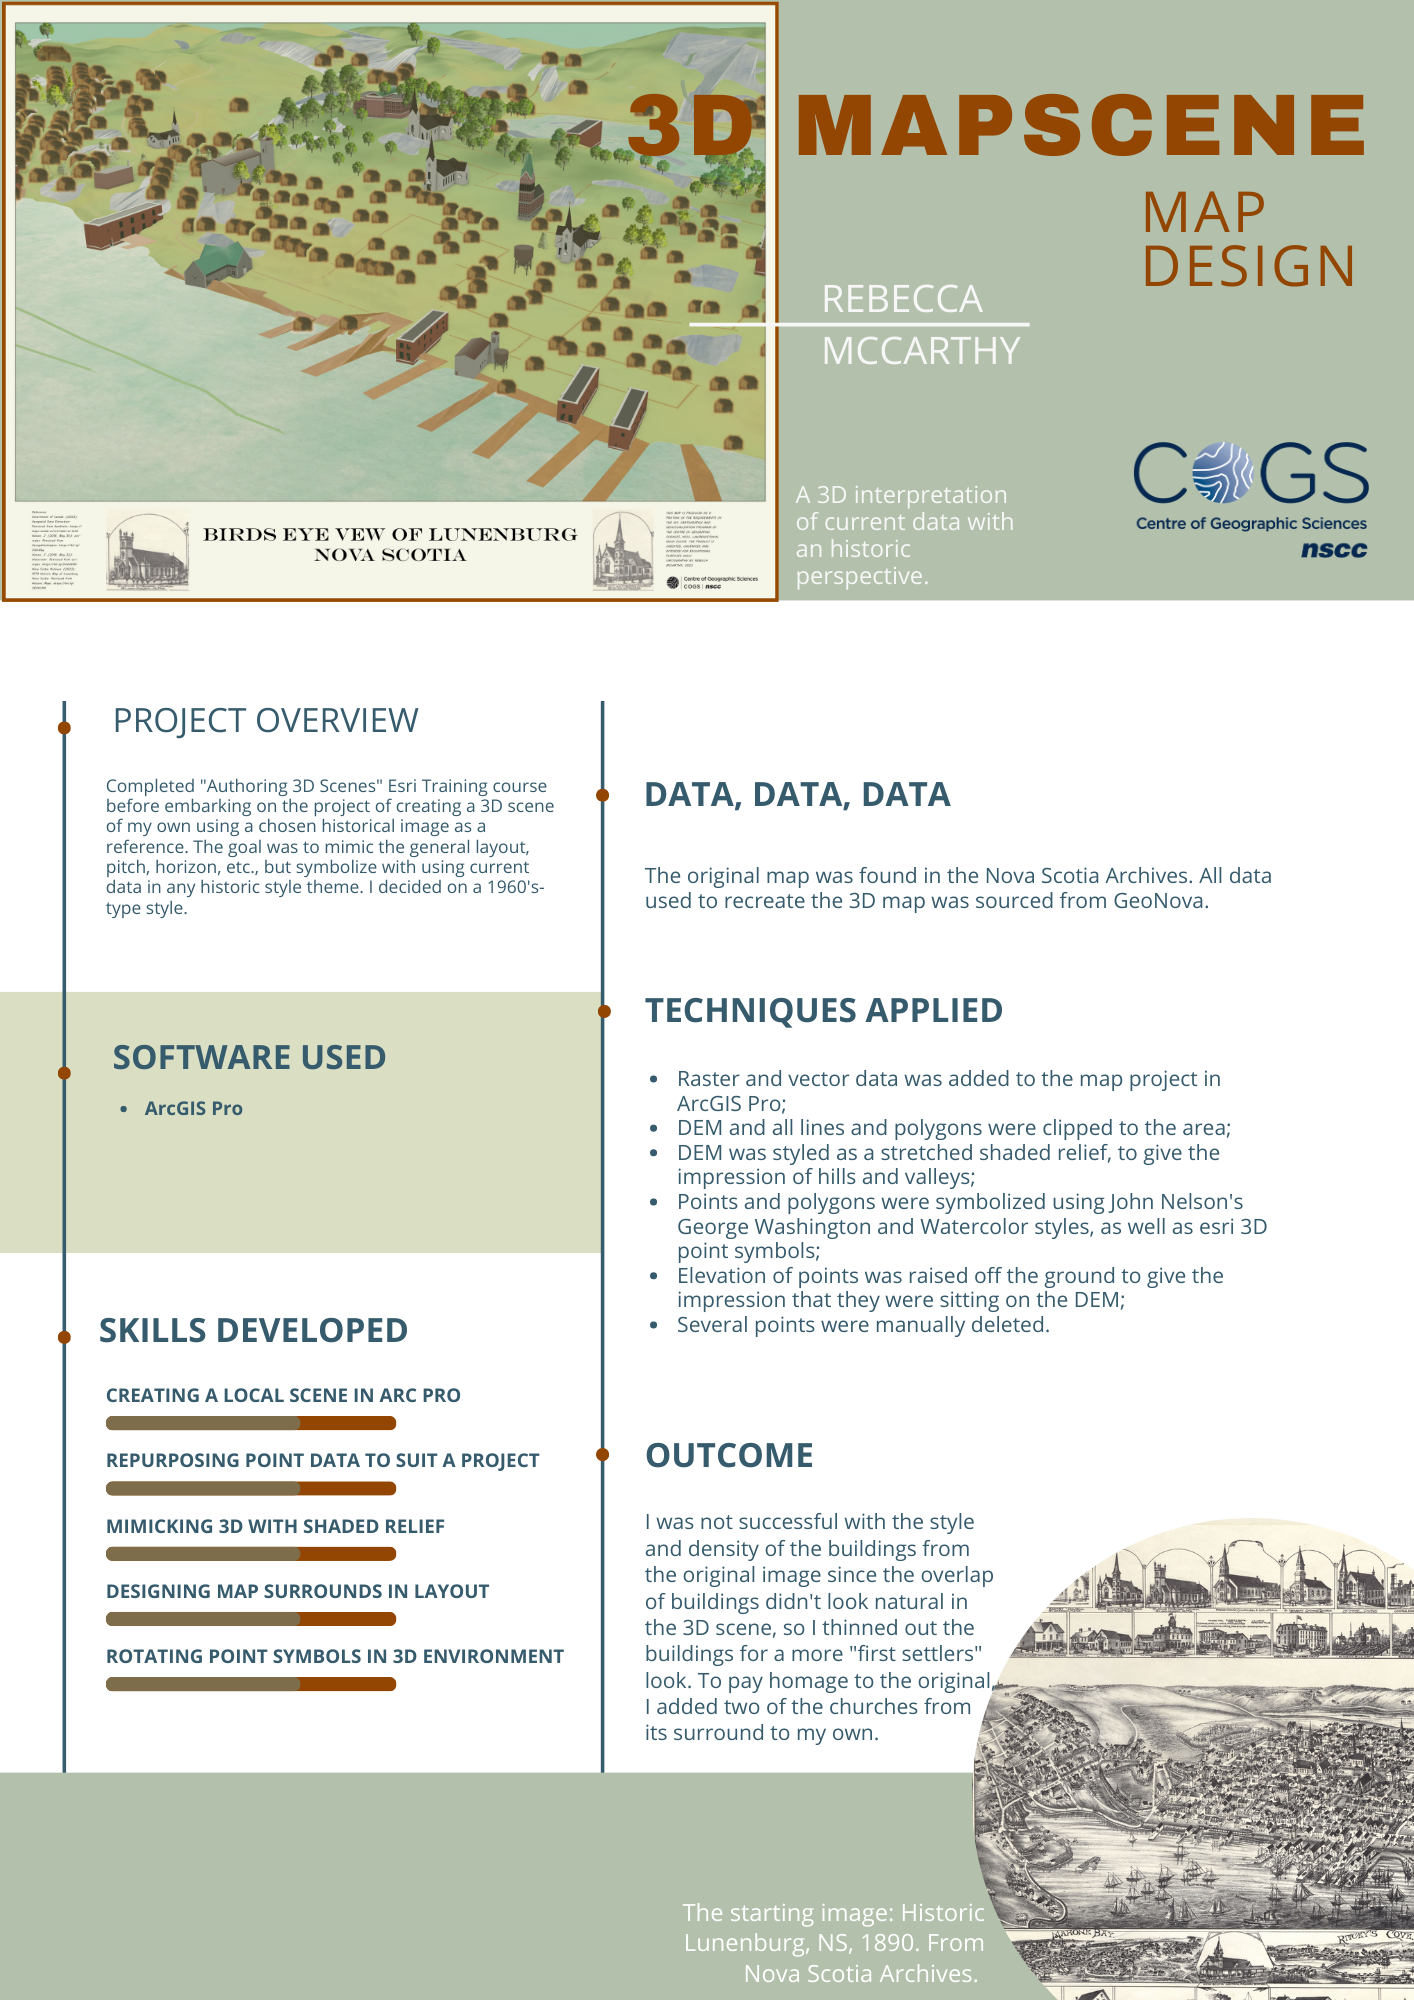 3D MAPSCENE
MAP
DESIGN
REBECCA
MCCARTHY
A 3D interpretation
of current data with
an historic
perspective.
COGS
Centre of Geographic Sciences
nscc
BIRDS EYE VEW OF LUNENBURG
NOVA SCOTIA
Centre of Geographic Sciences
COGS nscc
PROJECT OVERVIEW
Completed "Authoring 3D Scenes" Esri Training course
before embarking on the project of creating a 3D scene
of my own using a chosen historical image as a
reference. The goal was to mimic the general layout,
pitch, horizon, etc., but symbolize with using current
data in any historic style theme. I decided on a 1960's-
type style.
SOFTWARE USED
• ArcGIS Pro
SKILLS DEVELOPED
CREATING A LOCAL SCENE IN ARC PRO
REPURPOSING POINT DATA TO SUIT A PROJECT
MIMICKING 3D WITH SHADED RELIEF
DESIGNING MAP SURROUNDS IN LAYOUT
ROTATING POINT SYMBOLS IN 3D ENVIRONMENT
DATA, DATA, DATA
The original map was found in the Nova Scotia Archives. All data
used to recreate the 3D map was sourced from GeoNova.
TECHNIQUES APPLIED
• Raster and vector data was added to the map project in
ArcGIS Pro;
• DEM and all lines and polygons were clipped to the area;
• DEM was styled as a stretched shaded relief, to give the
impression of hills and valleys;
• Points and polygons were symbolized using John Nelson's
George Washington and Watercolor styles, as well as esri 3D
point symbols;
• Elevation of points was raised off the ground to give the
impression that they were sitting on the DEM;
• Several points were manually deleted.
OUTCOME
I was not successful with the style
and density of the buildings from
the original image since the overlap
of buildings didn't look natural in
the 3D scene, so I thinned out the
buildings for a more "first settlers"
look. To pay homage to the original,
I added two of the churches from
its surround to my own.
MAHONE BAY.
The starting image: Historic
Lunenburg, NS, 1890. From
Nova Scotia Archives.